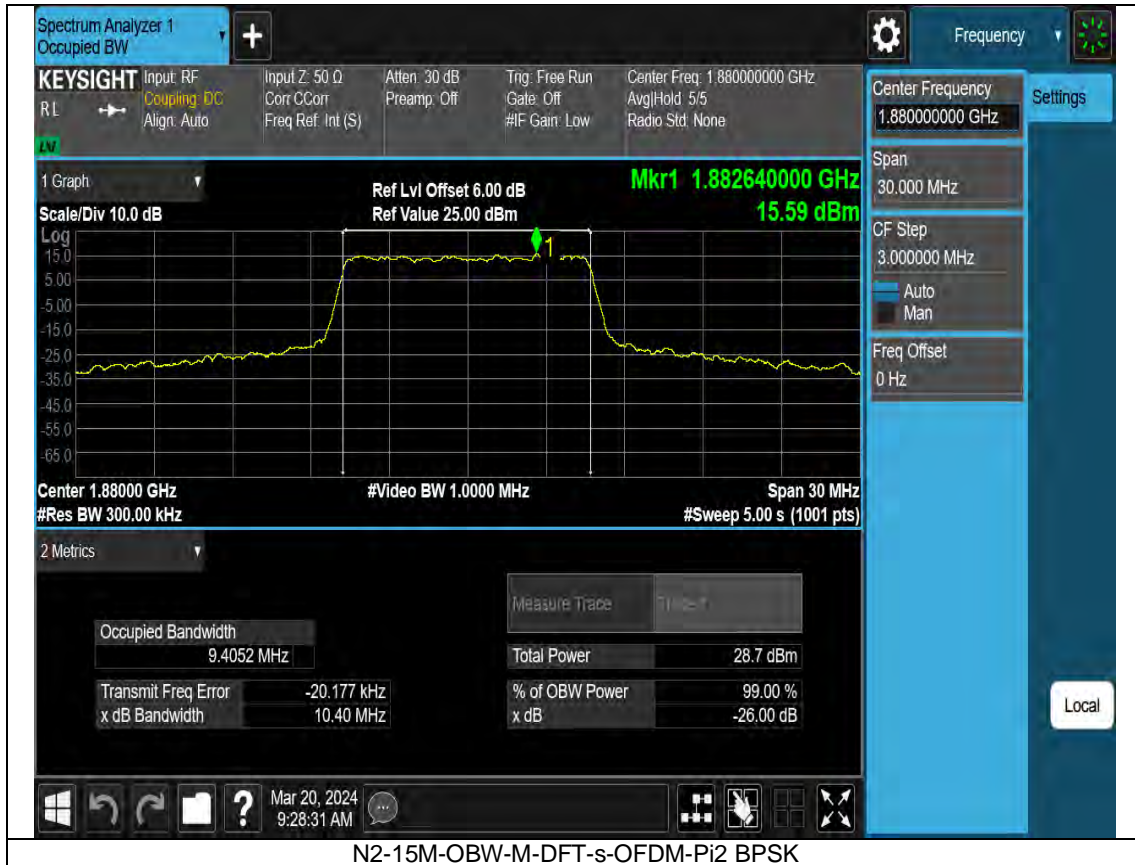 Spectrum Analyzer 1
Occupied BW
Frequency
KEYSIGHT
RL
Input: RF
Coupling: DC
Align: Auto
Input Z: 50 Ω
Corr CCorr
Freq Ref: Int (S)
Atten: 30 dB
Preamp: Off
Trig: Free Run
Gate: Off
#IF Gain: Low
Center Freq: 1.880000000 GHz
Avg|Hold: 5/5
Radio Std: None
Center Frequency
1.880000000 GHz
Settings
Span
30.000 MHz
CF Step
3.000000 MHz
Auto
Man
Freq Offset
0 Hz
1 Graph
Scale/Div 10.0 dB
Ref Lvl Offset 6.00 dB
Ref Value 25.00 dBm
Mkr1 1.882640000 GHz
15.59 dBm
Log
1
15.0
5.00
-5.00
-15.0
-25.0
-35.0
-45.0
-55.0
-65.0
Center 1.88000 GHz
#Video BW 1.0000 MHz
Span 30 MHz
#Res BW 300.00 kHz
#Sweep 5.00 s (1001 pts)
2 Metrics
Measure Trace
Occupied Bandwidth
9.4052 MHz
Total Power 28.7 dBm
Transmit Freq Error -20.177 kHz
% of OBW Power 99.00 %
x dB Bandwidth 10.40 MHz
x dB -26.00 dB
Local
?
Mar 20, 2024
9:28:31 AM
N2-15M-OBW-M-DFT-s-OFDM-Pi2 BPSK